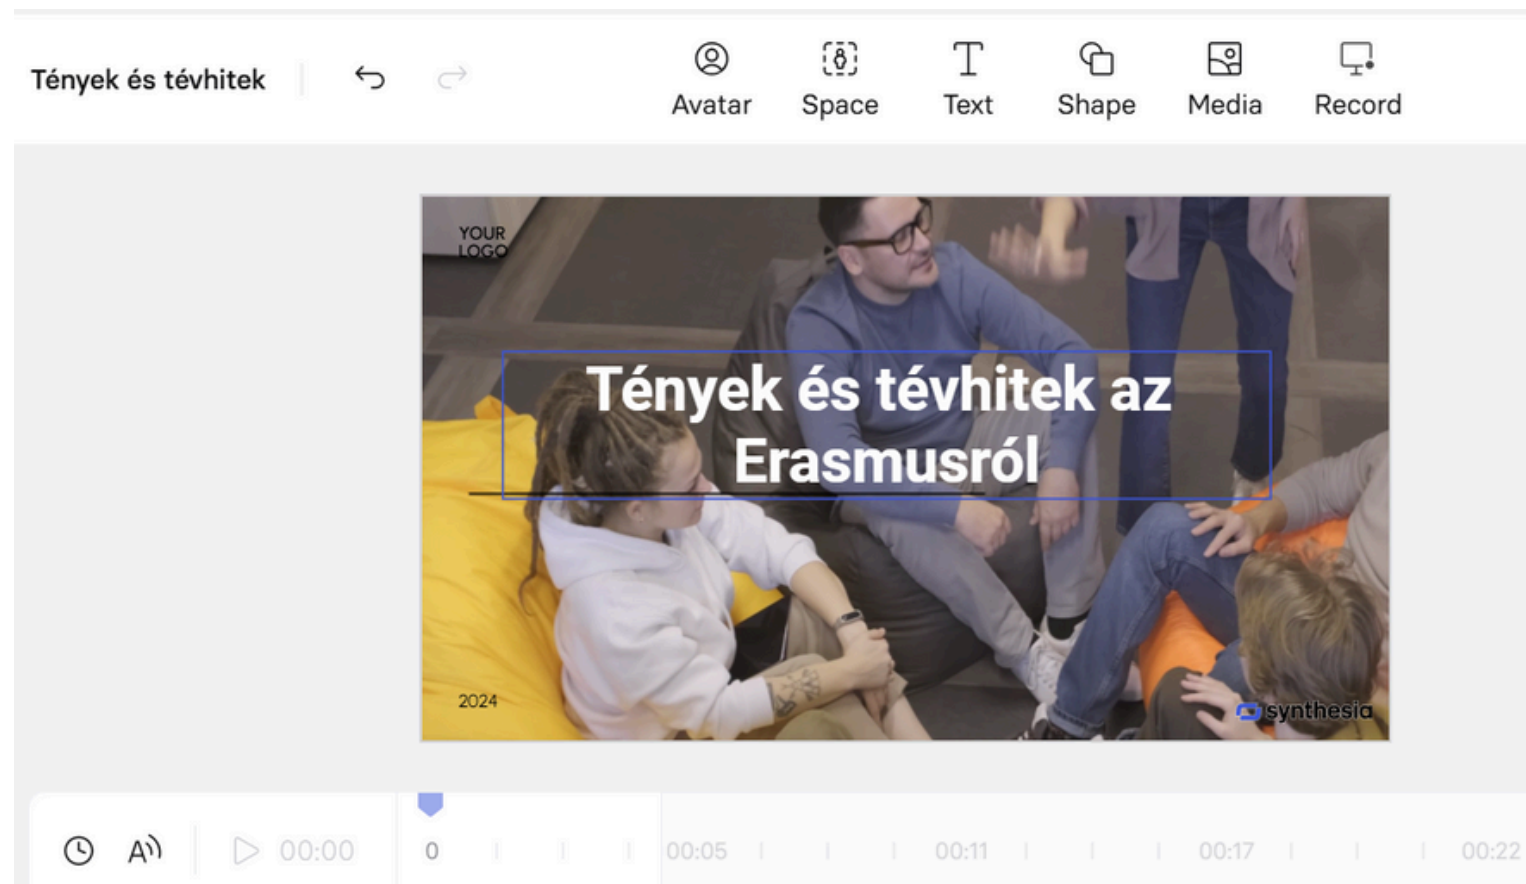 Tények és tévhitek
Avatar
Space
Text
Shape
Media
Record
YOUR
LOGO
Tények és tévhitek az
Erasmusról
2024
synthesia
A
00:00
0
00:05
00:11
00:17
00:22